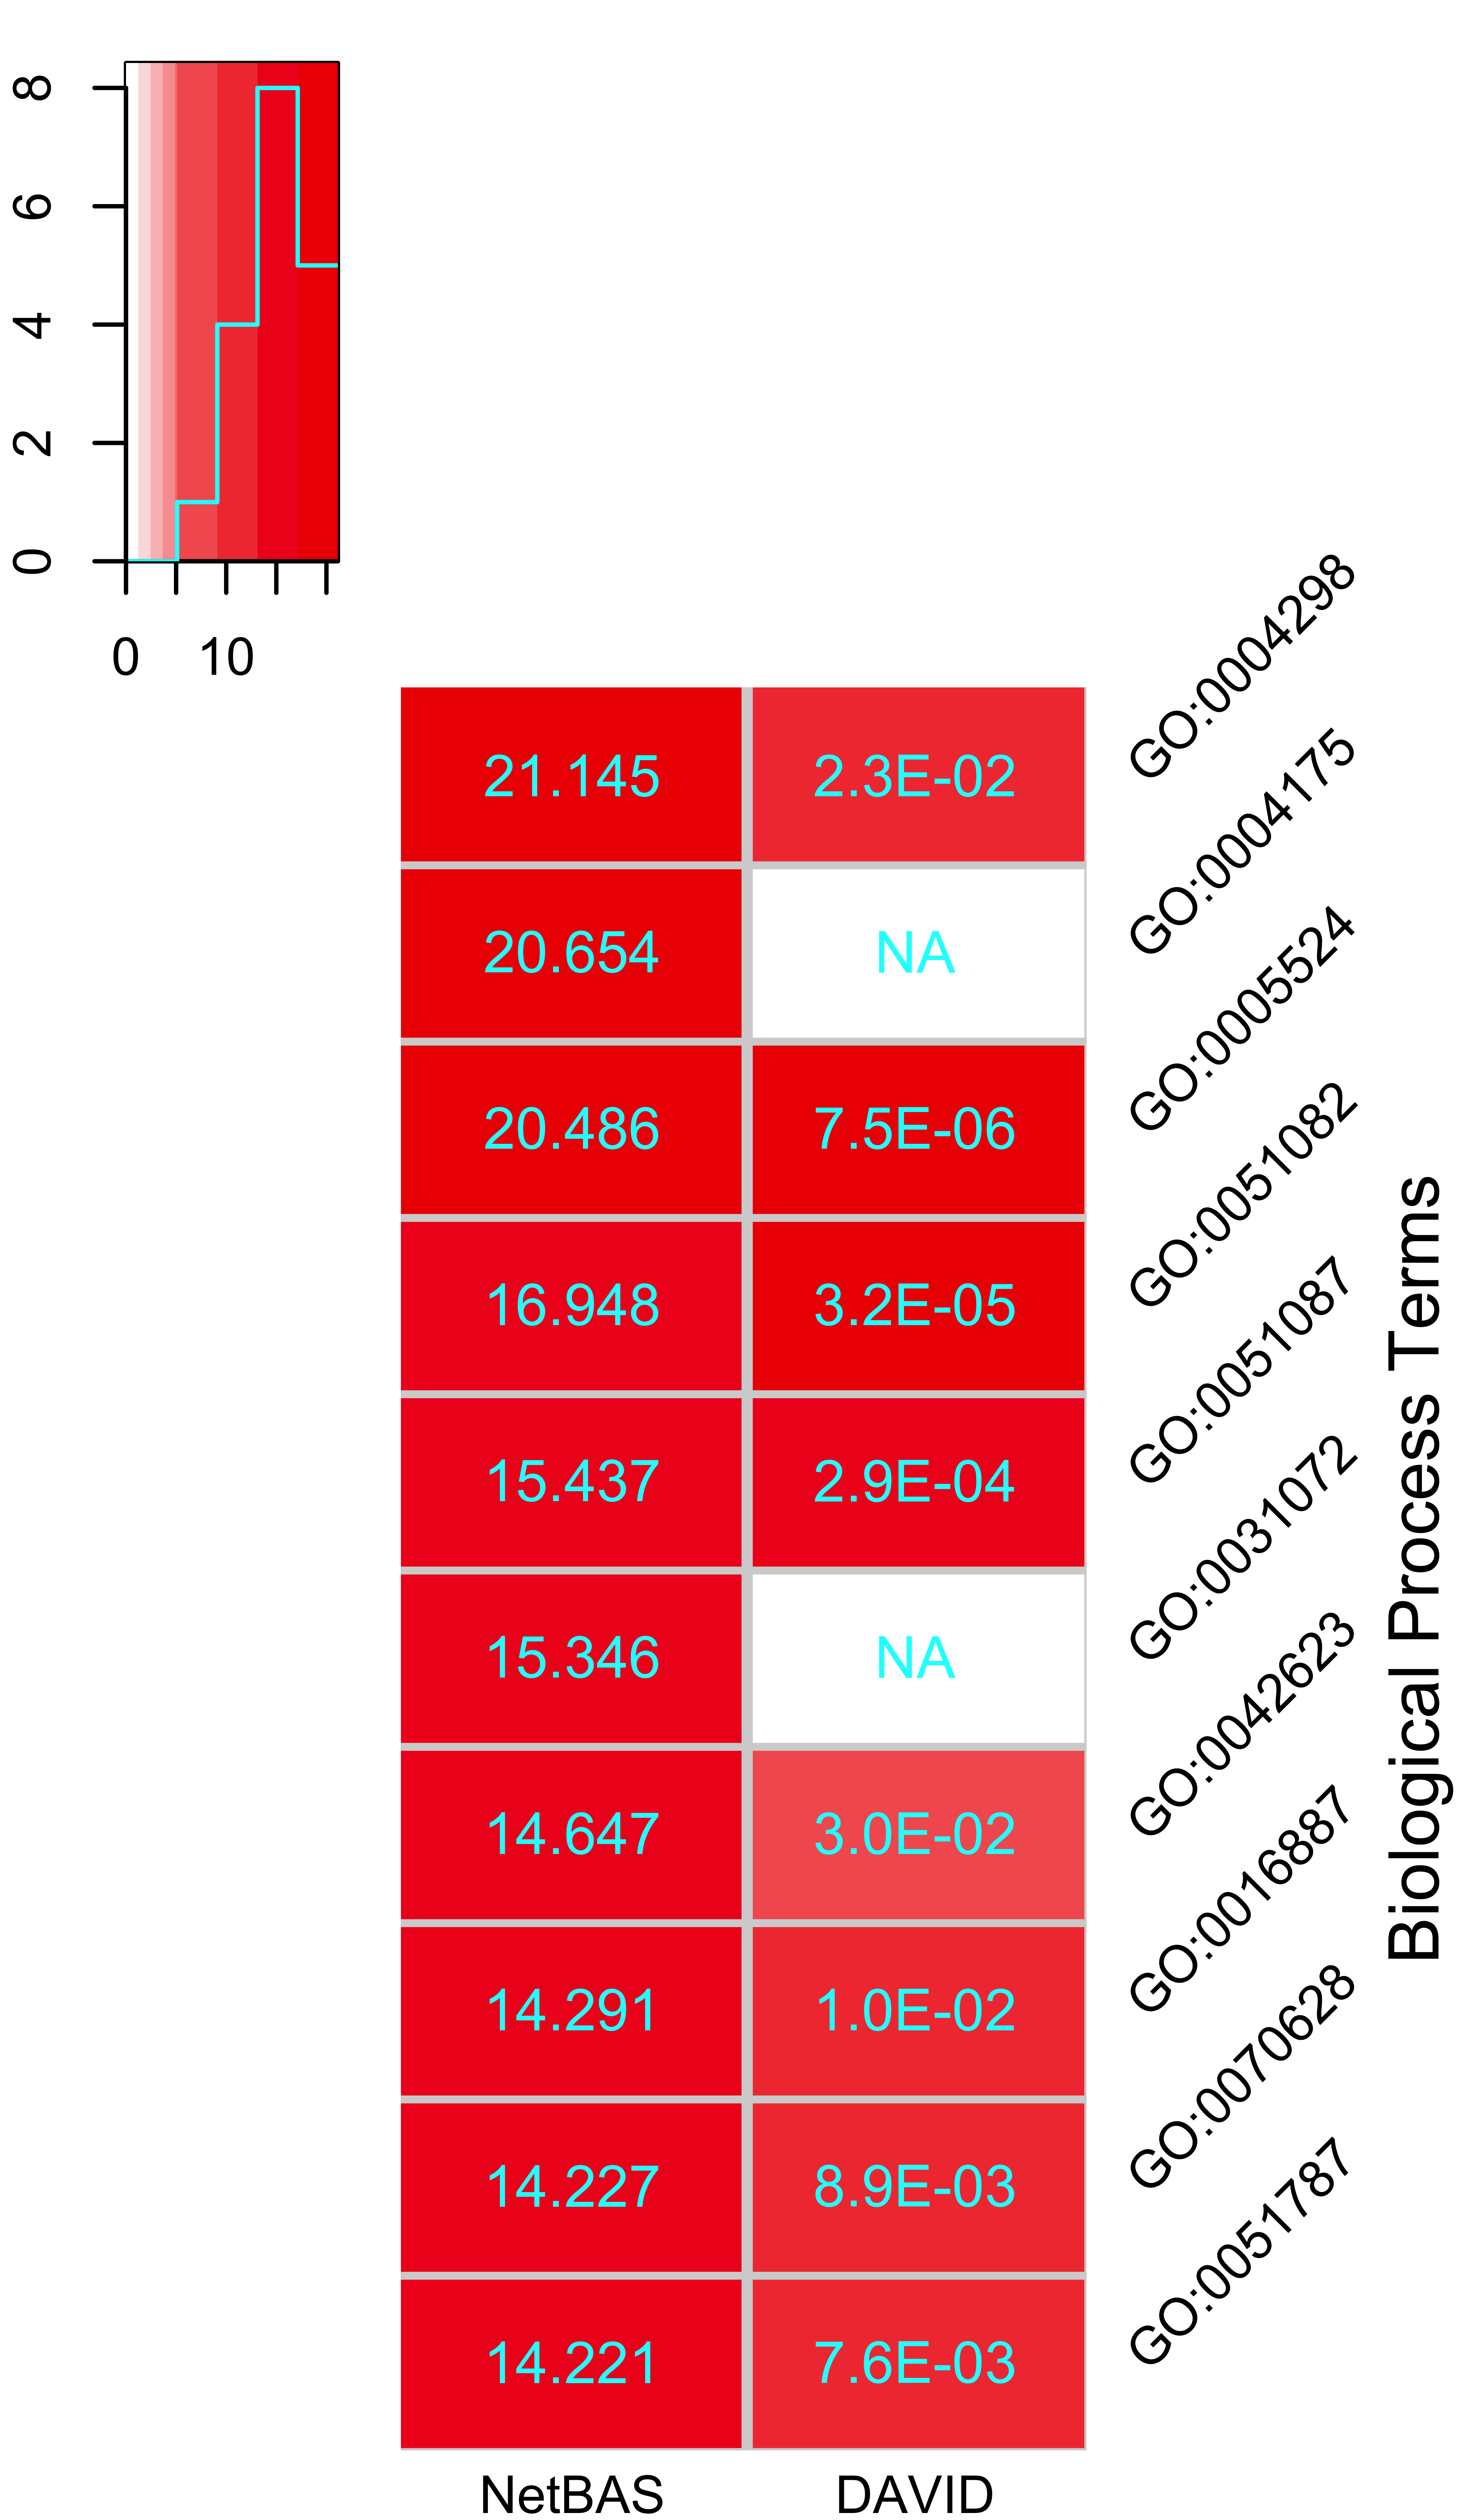 8
6
4
2
0
0 10
21.145 2.3E-02 GO:0004298
20.654 NA GO:0004175
20.486 7.5E-06 GO:0005524
16.948 3.2E-05 GO:0051082
15.437 2.9E-04 GO:0051087
15.346 NA GO:0031072
14.647 3.0E-02 GO:0042623
14.291 1.0E-02 GO:0016887
14.227 8.9E-03 GO:0070628
14.221 7.6E-03 GO:0051787
NetBAS DAVID
Biological Process Terms